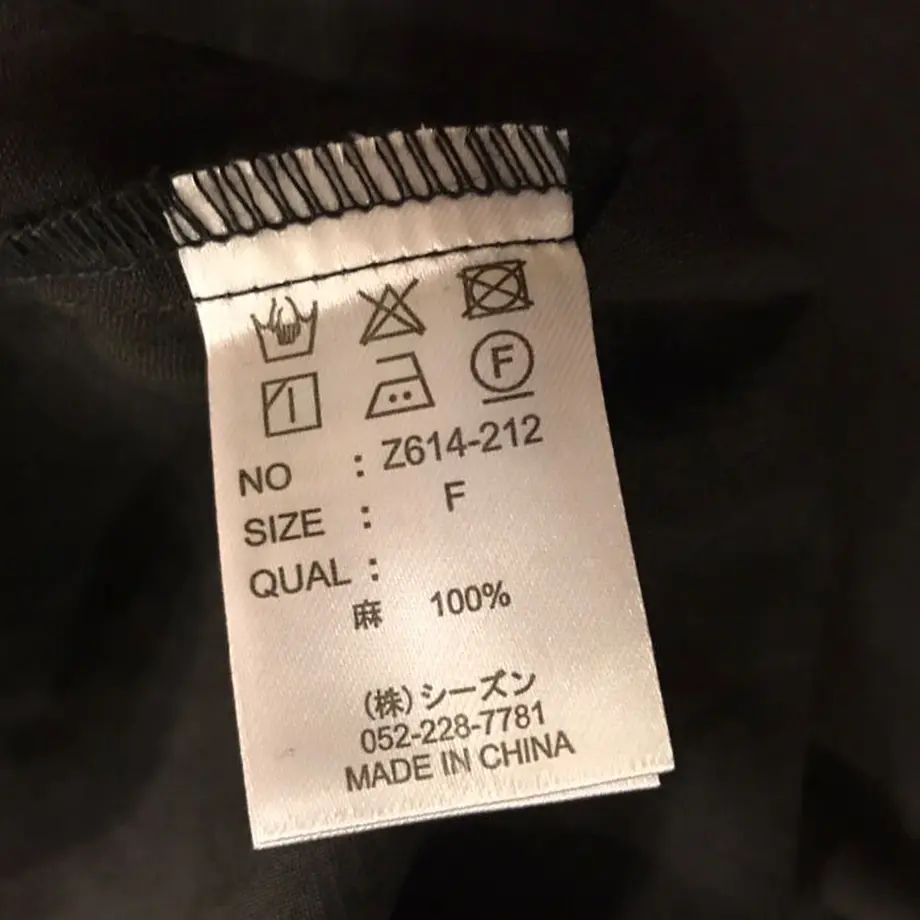 F
NO : Z614-212
SIZE : F
QUAL :
麻 100%
(株)シーズン
052-228-7781
MADE IN CHINA